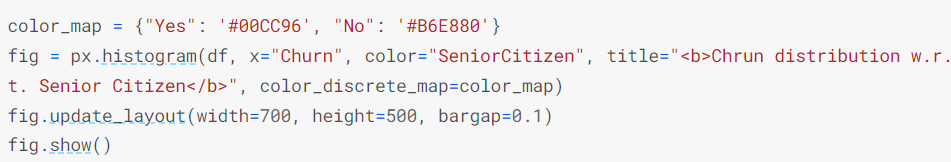 color_map = {"Yes": '#00CC96', "No": '#B6E880'}
fig = px.histogram(df, x="Churn", color="SeniorCitizen", title="<b>Chrun distribution w.r.
t. Senior Citizen</b>", color_discrete_map=color_map)
fig.update_layout(width=700, height=500, bargap=0.1)
fig.show()